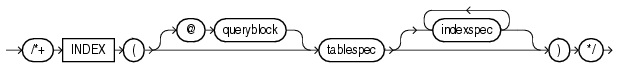 @ queryblock indexspec
/*+ INDEX ( tablespec ) */